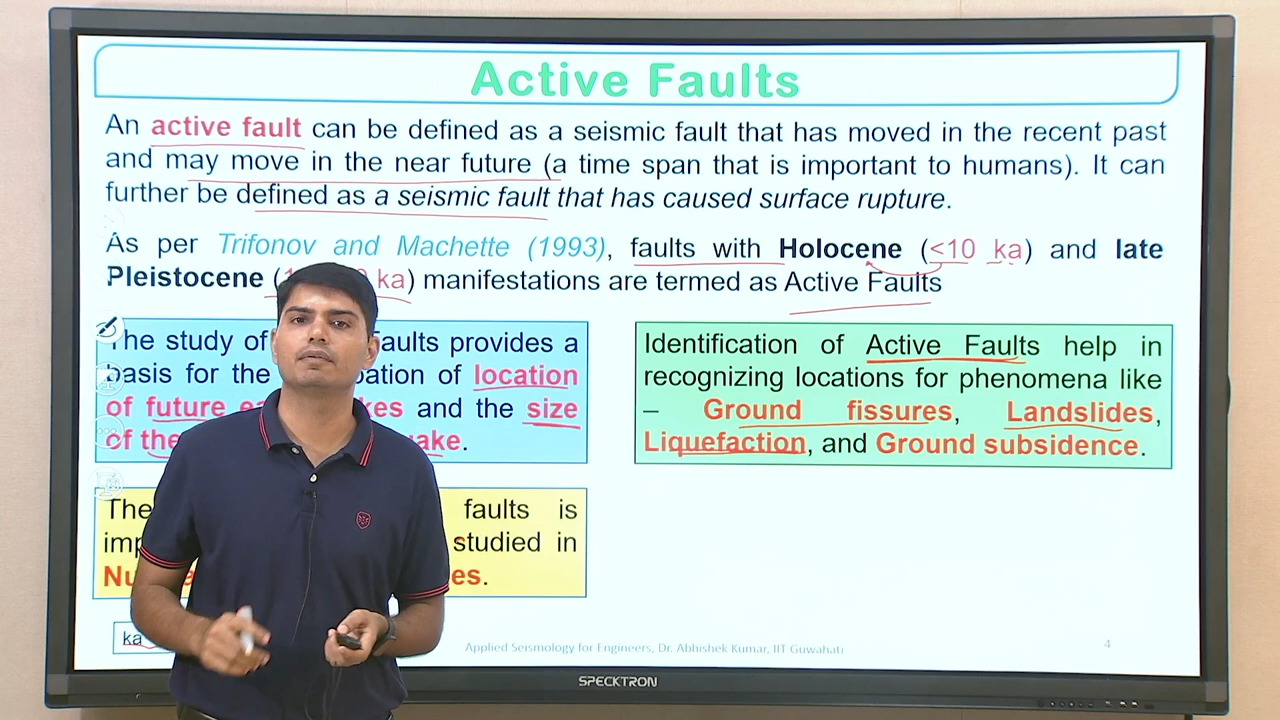 Active Faults
An active fault can be defined as a seismic fault that has moved in the recent past
and may move in the near future (a time span that is important to humans). It can
further be defined as a seismic fault that has caused surface rupture.
As per Trifonov and Machette (1993), faults with Holocene (<10 ka) and late
Pleistocene ( ka) manifestations are termed as Active Faults
The study of Faults provides a
basis for the of location
of future and the size
of
Identification of Active Faults help in
recognizing locations for phenomena like
– Ground fissures, Landslides,
Liquefaction, and Ground subsidence.
The faults is
studied in
ka
Applied Seismology for Engineers, Dr. Abhishek Kumar, IIT Guwahati
4
SPECKTRON